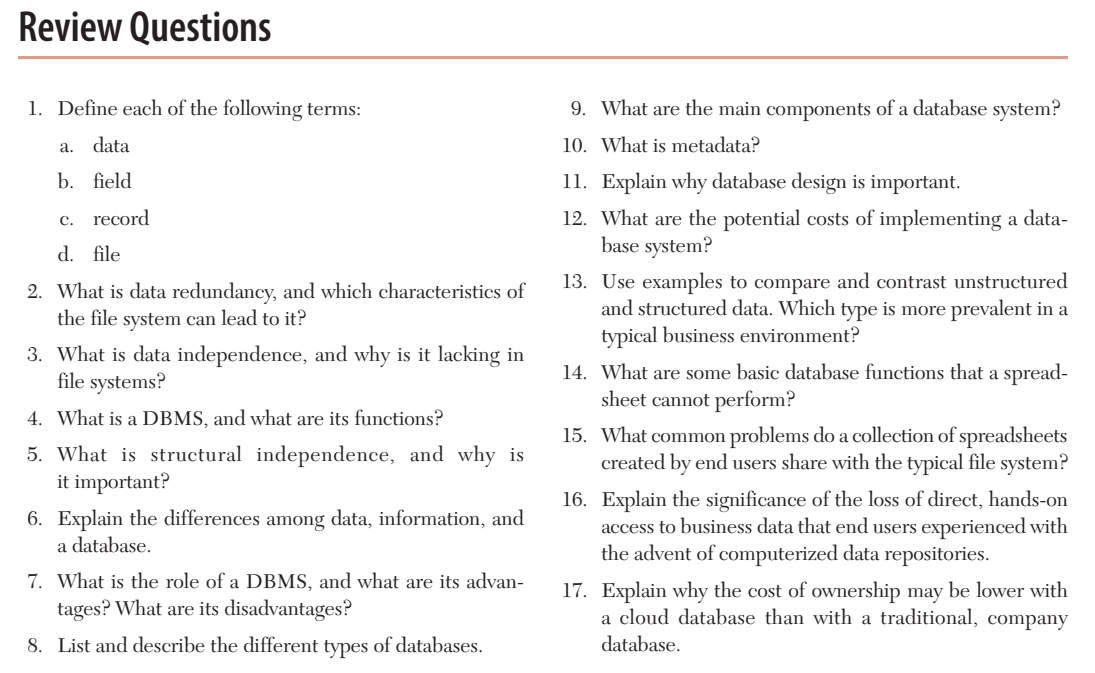 Review Questions
1. Define each of the following terms:
a. data
b. field
c. record
d. file
2. What is data redundancy, and which characteristics of
the file system can lead to it?
3. What is data independence, and why is it lacking in
file systems?
4. What is a DBMS, and what are its functions?
5. What is structural independence, and why is
it important?
6. Explain the differences among data, information, and
a database.
7. What is the role of a DBMS, and what are its advan-
tages? What are its disadvantages?
8. List and describe the different types of databases.
9. What are the main components of a database system?
10. What is metadata?
11. Explain why database design is important.
12. What are the potential costs of implementing a data-
base system?
13. Use examples to compare and contrast unstructured
and structured data. Which type is more prevalent in a
typical business environment?
14. What are some basic database functions that a spread-
sheet cannot perform?
15. What common problems do a collection of spreadsheets
created by end users share with the typical file system?
16. Explain the significance of the loss of direct, hands-on
access to business data that end users experienced with
the advent of computerized data repositories.
17. Explain why the cost of ownership may be lower with
a cloud database than with a traditional, company
database.